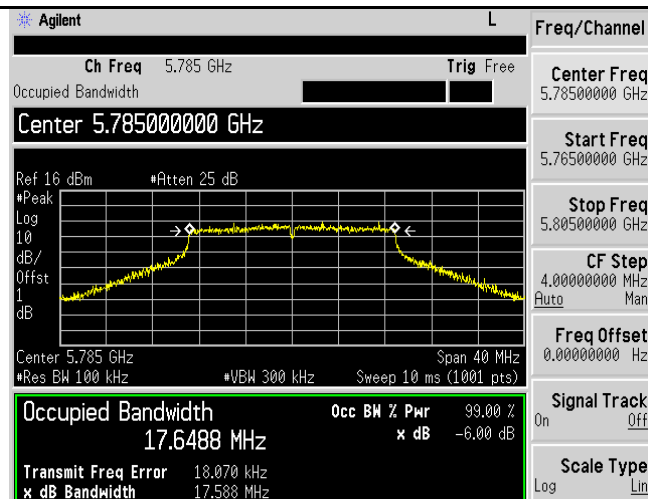 Agilent L
Ch Freq 5.785 GHz Trig Free
Occupied Bandwidth
Center 5.785000000 GHz
Ref 16 dBm #Atten 25 dB
#Peak
Log
10
dB/
Offst
1
dB
Center 5.785 GHz Span 40 MHz
#Res BW 100 kHz #VBW 300 kHz Sweep 10 ms (1001 pts)
Occupied Bandwidth Occ BW % Pwr 99.00 %
17.6488 MHz x dB -6.00 dB
Transmit Freq Error 18.070 kHz
x dB Bandwidth 17.588 MHz
Freq/Channel
Center Freq
5.78500000 GHz
Start Freq
5.76500000 GHz
Stop Freq
5.80500000 GHz
CF Step
4.00000000 MHz
Auto Man
Freq Offset
0.00000000 Hz
Signal Track
On Off
Scale Type
Log Lin